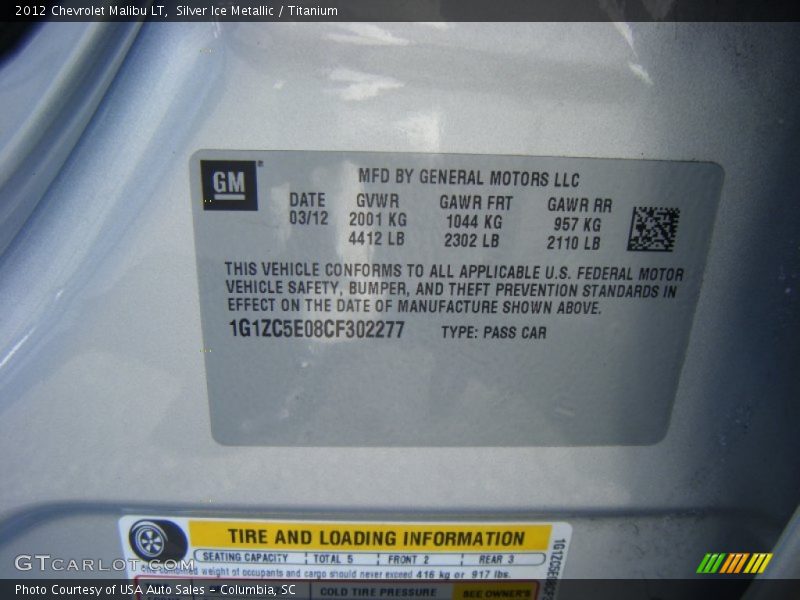 2012 Chevrolet Malibu LT, Silver Ice Metallic / Titanium
GM
MFD BY GENERAL MOTORS LLC
DATE GVWR GAWR FRT GAWR RR
03/12 2001 KG 1044 KG 957 KG
4412 LB 2302 LB 2110 LB
THIS VEHICLE CONFORMS TO ALL APPLICABLE U.S. FEDERAL MOTOR
VEHICLE SAFETY, BUMPER, AND THEFT PREVENTION STANDARDS IN
EFFECT ON THE DATE OF MANUFACTURE SHOWN ABOVE.
1G1ZC5E08CF302277 TYPE: PASS CAR
TIRE AND LOADING INFORMATION
SEATING CAPACITY TOTAL 5 FRONT 2 REAR 3
combined weight of occupants and cargo should never exceed 416 kg or 917 lbs.
COLD TIRE PRESSURE SEE OWNER'S
GTCARLOT.COM
Photo Courtesy of USA Auto Sales - Columbia, SC